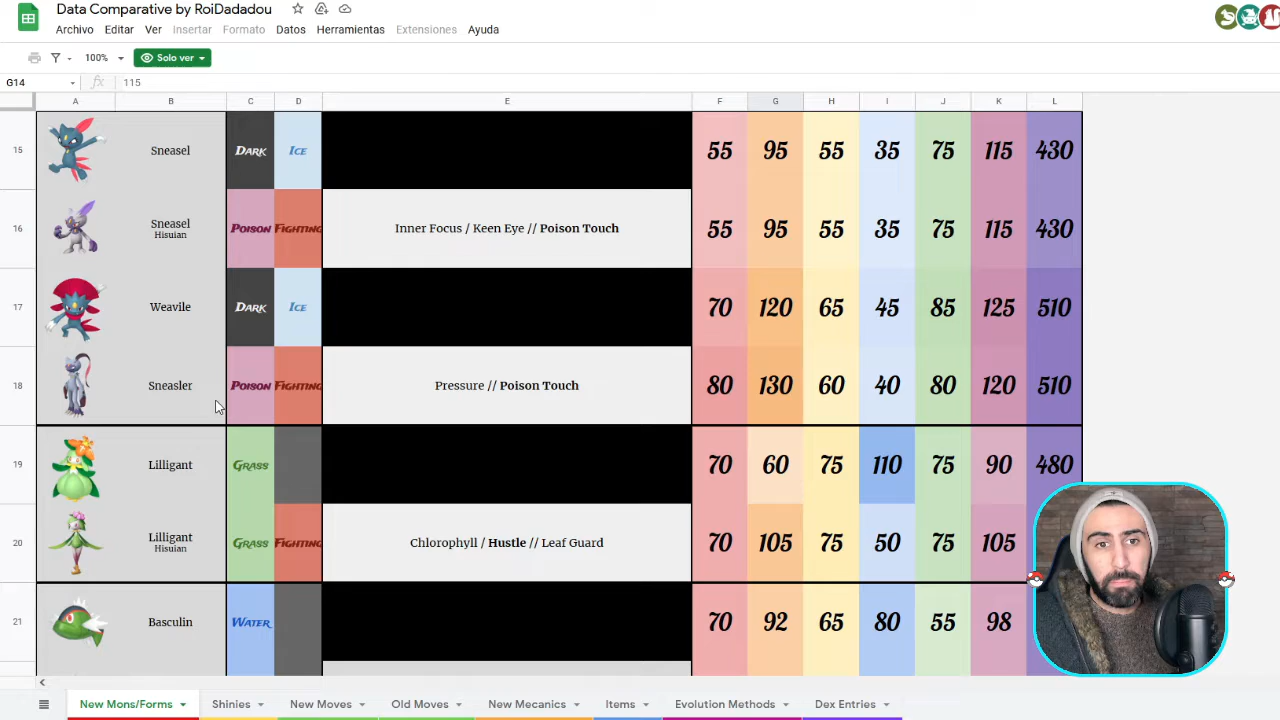 Data Comparative by RoiDadadou
Archivo Editar Ver Insertar Formato Datos Herramientas Extensiones Ayuda
100% Solo ver
G14 fx 115
A B C D E F G H I J K L
15 Sneasel DARK ICE 55 95 55 35 75 115 430
16 Sneasel Hisuian POISON FIGHTING Inner Focus / Keen Eye // Poison Touch 55 95 55 35 75 115 430
17 Weavile DARK ICE 70 120 65 45 85 125 510
18 Sneasler POISON FIGHTING Pressure // Poison Touch 80 130 60 40 80 120 510
19 Lilligant GRASS 70 60 75 110 75 90 480
20 Lilligant Hisuian GRASS FIGHTING Chlorophyll / Hustle // Leaf Guard 70 105 75 50 75 105
21 Basculin WATER 70 92 65 80 55 98
New Mons/Forms Shinies New Moves Old Moves New Mechanics Items Evolution Methods Dex Entries